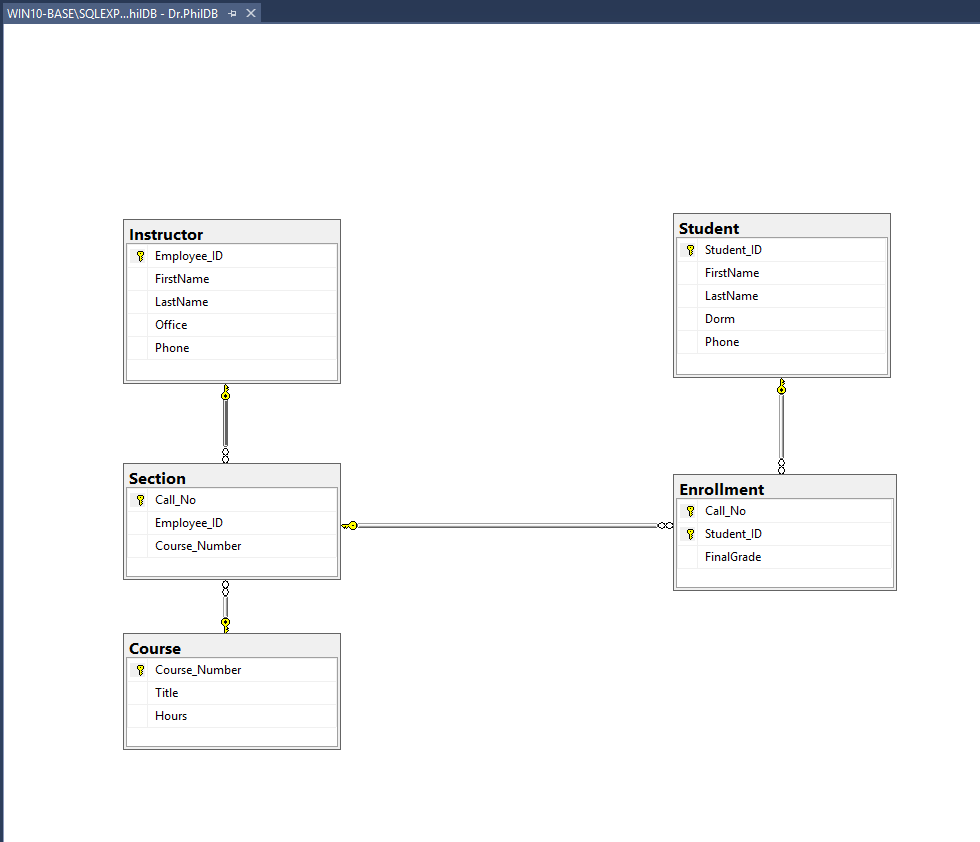 WIN10-BASE\SQLEXP...hilDB - Dr.PhilDB
Instructor
Employee_ID
FirstName
LastName
Office
Phone
Student
Student_ID
FirstName
LastName
Dorm
Phone
Section
Call_No
Employee_ID
Course_Number
Enrollment
Call_No
Student_ID
FinalGrade
Course
Course_Number
Title
Hours